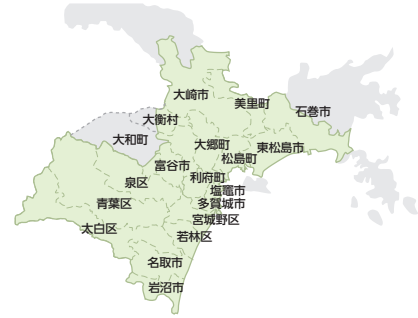 大崎市
美里町
石巻市
大衡村
大和町
大郷町
東松島市
松島町
富谷市
利府町
泉区
塩竈市
青葉区
多賀城市
宮城野区
太白区
若林区
名取市
岩沼市